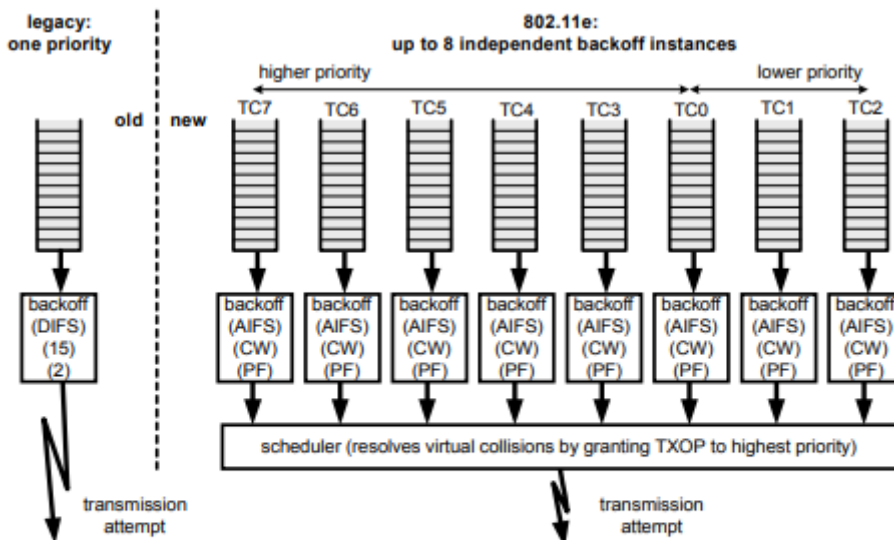 legacy:
one priority
802.11e:
up to 8 independent backoff instances
higher priority
lower priority
old
new
TC7
TC6
TC5
TC4
TC3
TC0
TC1
TC2
backoff
(DIFS)
(15)
(2)
backoff
(AIFS)
(CW)
(PF)
backoff
(AIFS)
(CW)
(PF)
backoff
(AIFS)
(CW)
(PF)
backoff
(AIFS)
(CW)
(PF)
backoff
(AIFS)
(CW)
(PF)
backoff
(AIFS)
(CW)
(PF)
backoff
(AIFS)
(CW)
(PF)
backoff
(AIFS)
(CW)
(PF)
scheduler (resolves virtual collisions by granting TXOP to highest priority)
transmission
attempt
transmission
attempt